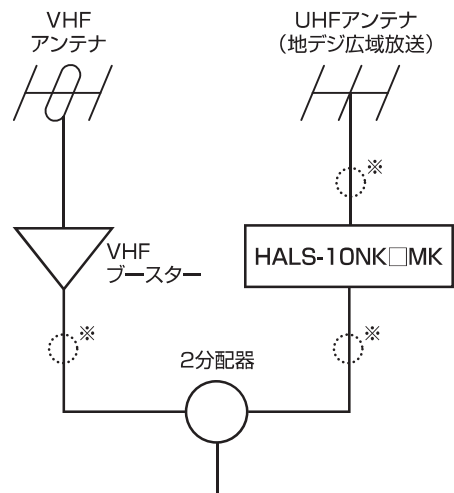 VHF
アンテナ
UHFアンテナ
(地デジ広域放送)
※
VHF
ブースター
HALS-10NK□MK
※
※
2分配器